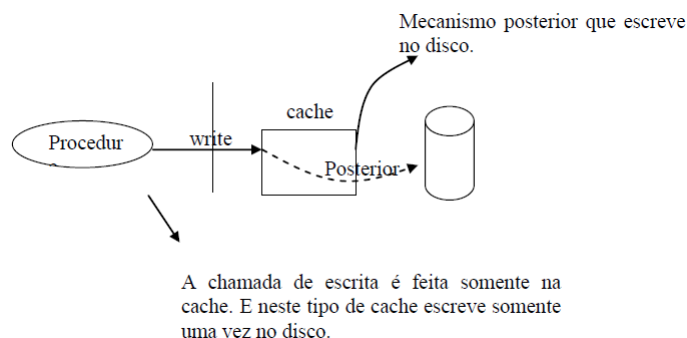 Mecanismo posterior que escreve
no disco.
cache
Procedur
write
Posterior
A chamada de escrita é feita somente na
cache. E neste tipo de cache escreve somente
uma vez no disco.